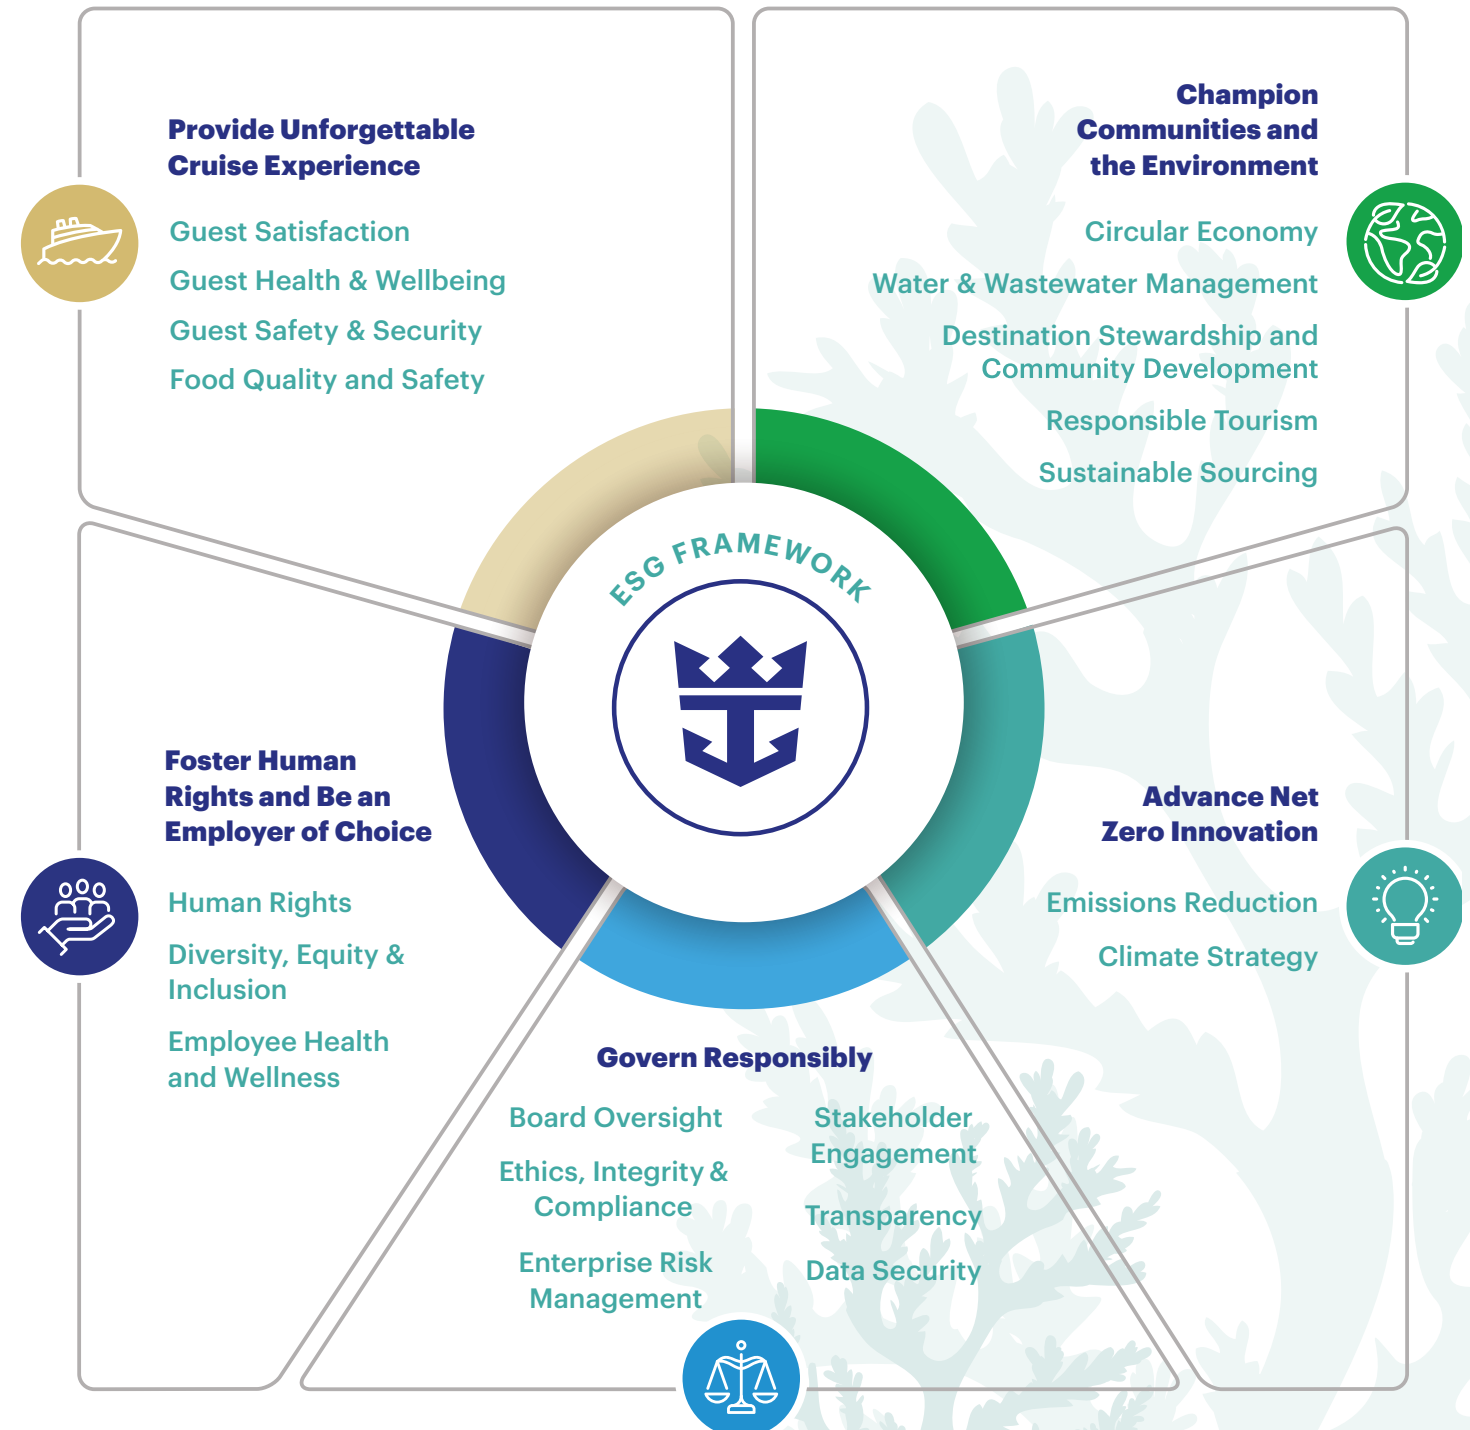 Provide Unforgettable
Cruise Experience
Guest Satisfaction
Guest Health & Wellbeing
Guest Safety & Security
Food Quality and Safety
Champion
Communities and
the Environment
Circular Economy
Water & Wastewater Management
Destination Stewardship and
Community Development
Responsible Tourism
Sustainable Sourcing
ESG FRAMEWORK
Foster Human
Rights and Be an
Employer of Choice
Human Rights
Diversity, Equity &
Inclusion
Employee Health
and Wellness
Advance Net
Zero Innovation
Emissions Reduction
Climate Strategy
Govern Responsibly
Board Oversight
Ethics, Integrity &
Compliance
Enterprise Risk
Management
Stakeholder
Engagement
Transparency
Data Security